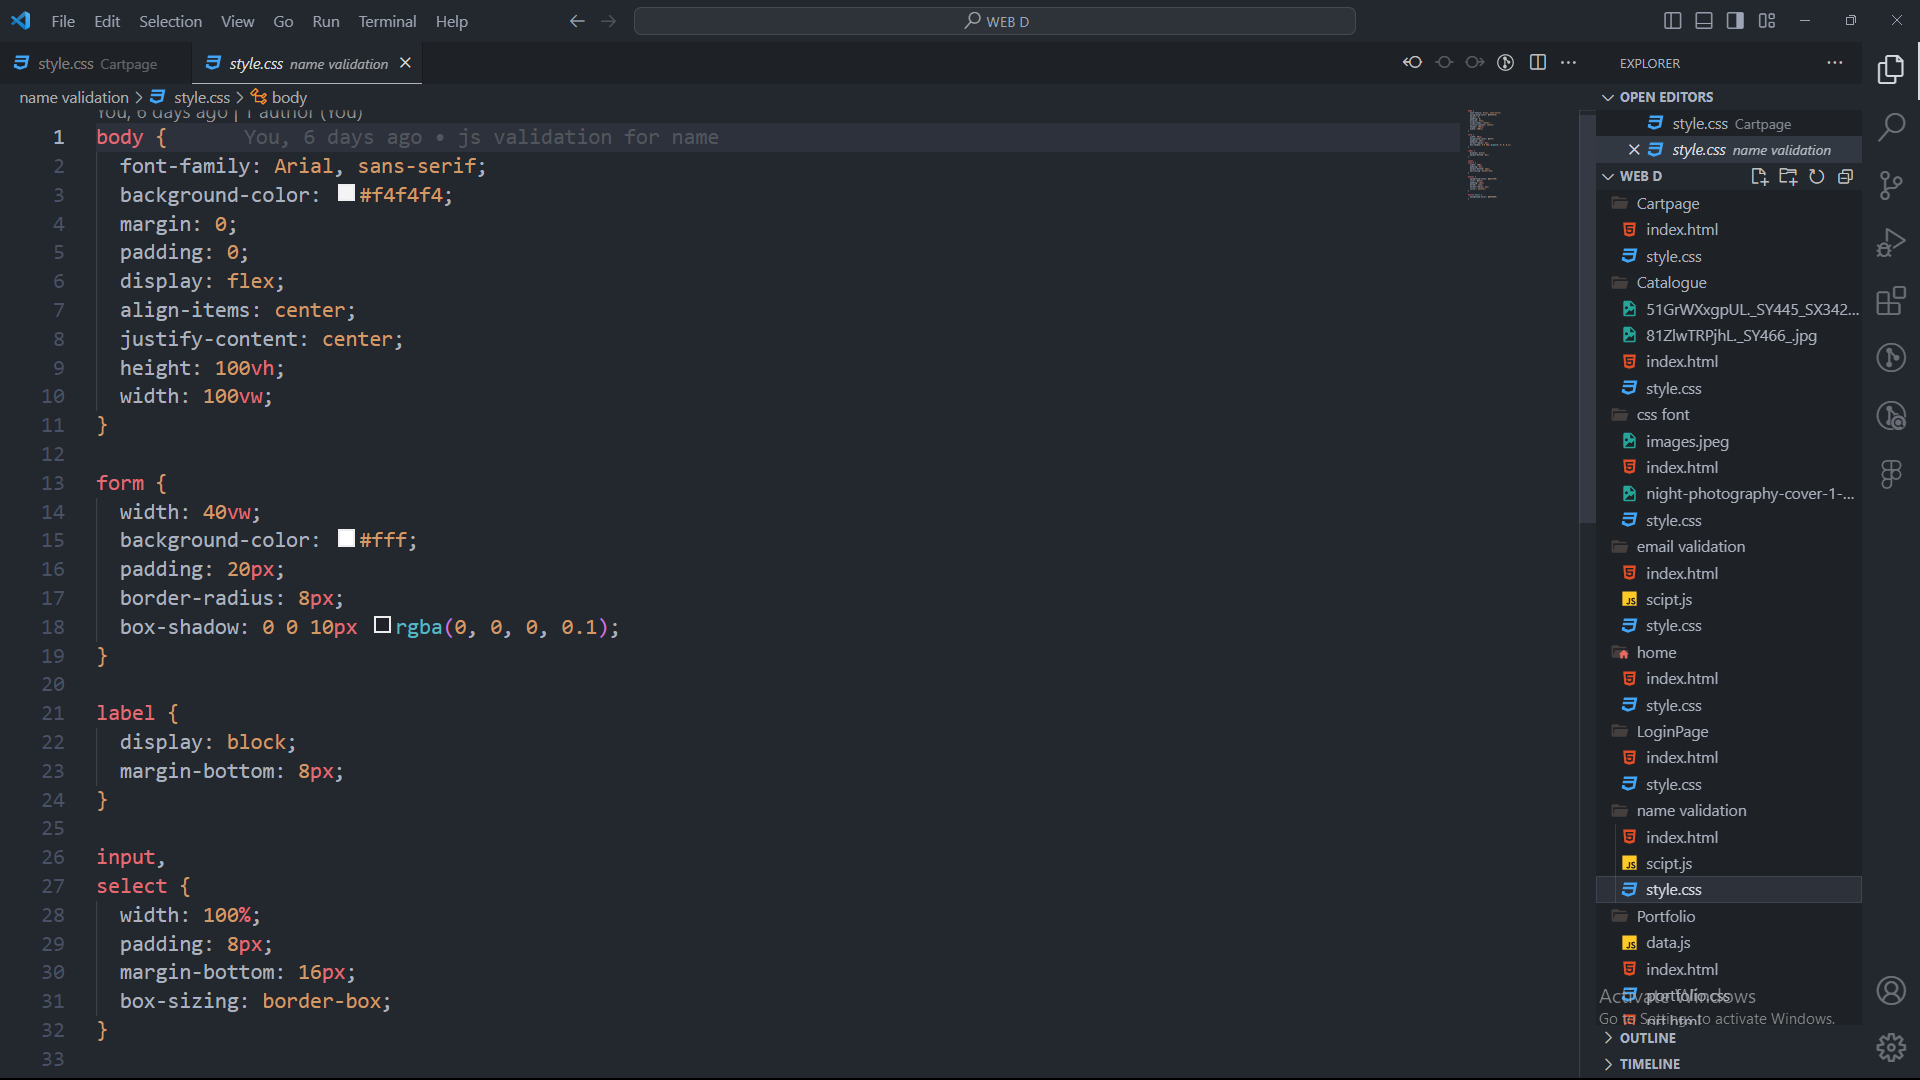 File Edit Selection View Go Run Terminal Help
WEB D
style.css Cartpage
style.css name validation
name validation > style.css > body
You, 6 days ago | 1 author (You)
1 body { You, 6 days ago • js validation for name
2 font-family: Arial, sans-serif;
3 background-color: #f4f4f4;
4 margin: 0;
5 padding: 0;
6 display: flex;
7 align-items: center;
8 justify-content: center;
9 height: 100vh;
10 width: 100vw;
11 }
12
13 form {
14 width: 40vw;
15 background-color: #fff;
16 padding: 20px;
17 border-radius: 8px;
18 box-shadow: 0 0 10px rgba(0, 0, 0, 0.1);
19 }
20
21 label {
22 display: block;
23 margin-bottom: 8px;
24 }
25
26 input,
27 select {
28 width: 100%;
29 padding: 8px;
30 margin-bottom: 16px;
31 box-sizing: border-box;
32 }
33
EXPLORER
OPEN EDITORS
style.css Cartpage
style.css name validation
WEB D
Cartpage
index.html
style.css
Catalogue
51GrWXxgpUL._SY445_SX342...
81ZlwTRPjhL._SY466_.jpg
index.html
style.css
css font
images.jpeg
index.html
night-photography-cover-1-...
style.css
email validation
index.html
scipt.js
style.css
home
index.html
style.css
LoginPage
index.html
style.css
name validation
index.html
scipt.js
style.css
Portfolio
data.js
index.html
portfolio.css
Activate Windows
Go to Settings to activate Windows.
OUTLINE
TIMELINE